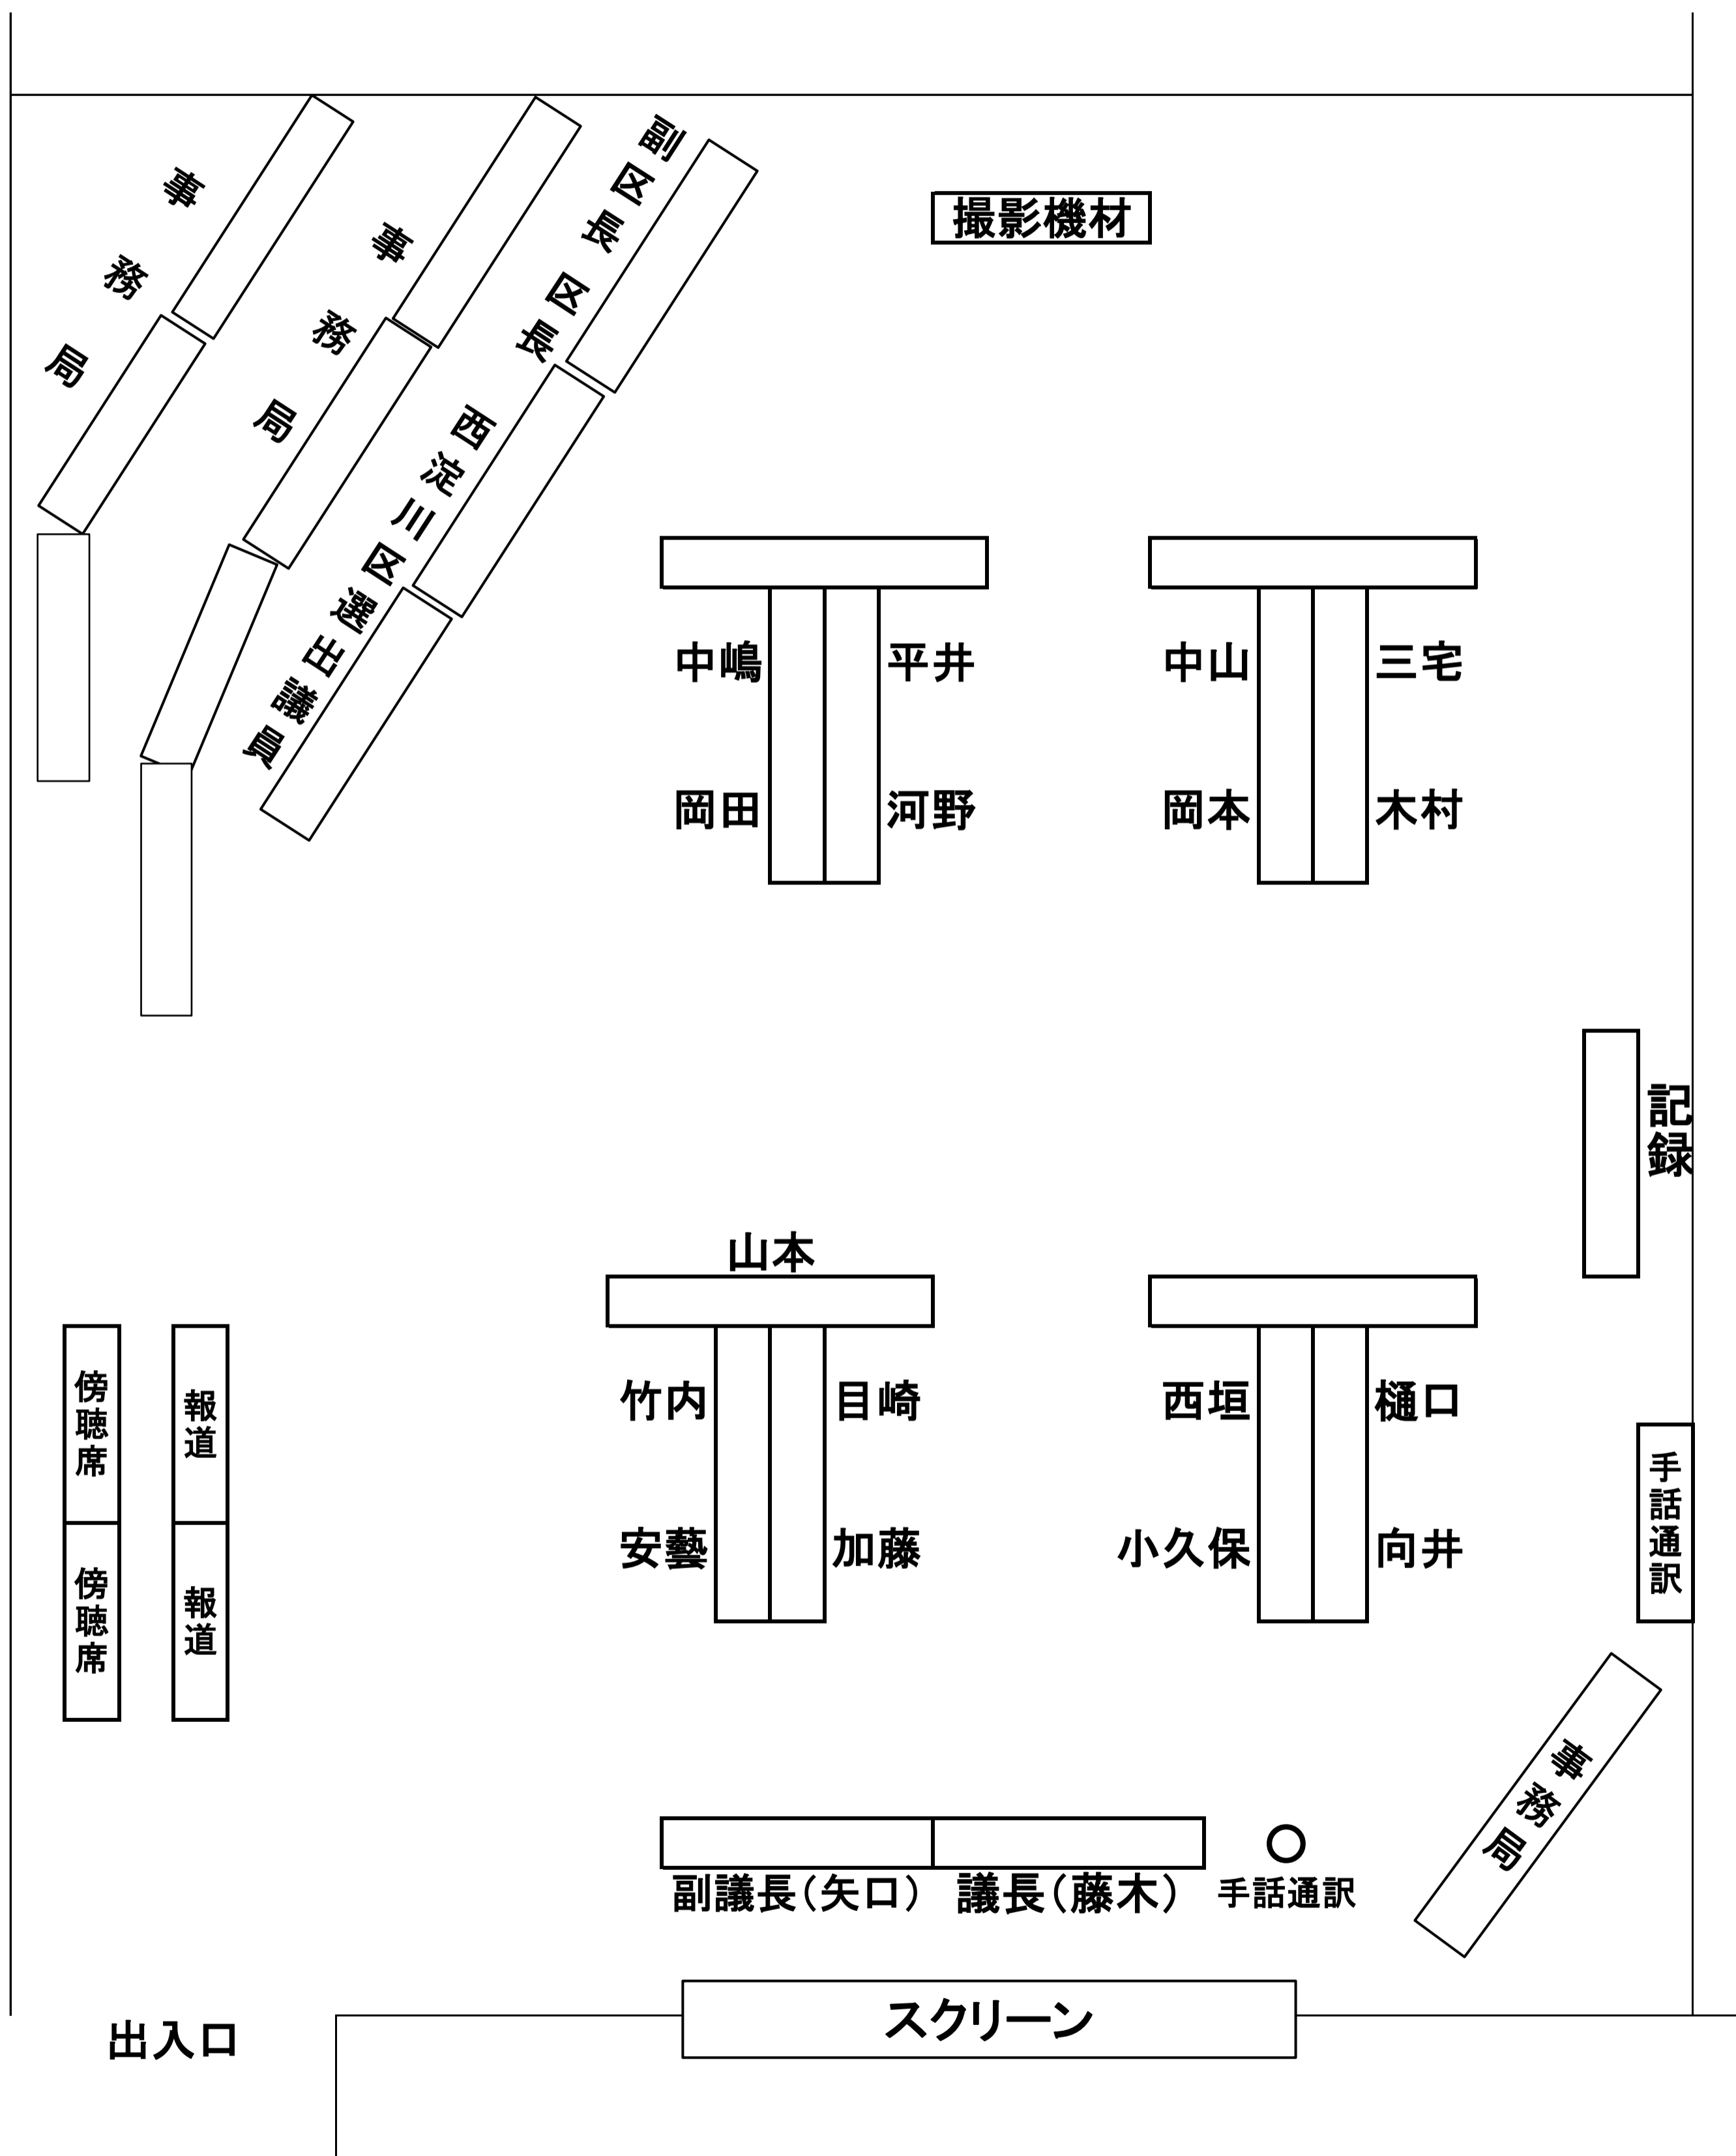 撮影機材
事務局
事務局
副区長
区長
西淀川区選出議員
中嶋
平井
中山
三宅
岡田
河野
岡本
木村
記録
山本
竹内
目崎
西垣
樋口
安藝
加藤
小久保
向井
傍聴席
報道
傍聴席
報道
手話通訳
事務局
副議長（矢口）
議長（藤木）
手話通訳
スクリーン
出入口